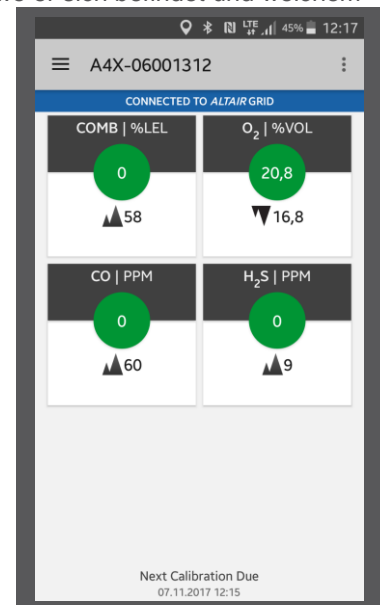 wo er sich befindet und welchem
LTE 45% 12:17
A4X-06001312
CONNECTED TO ALTAIR GRID
COMB | %LEL
O2 | %VOL
0
20,8
58
16,8
CO | PPM
H2S | PPM
0
0
60
9
Next Calibration Due
07.11.2017 12:15